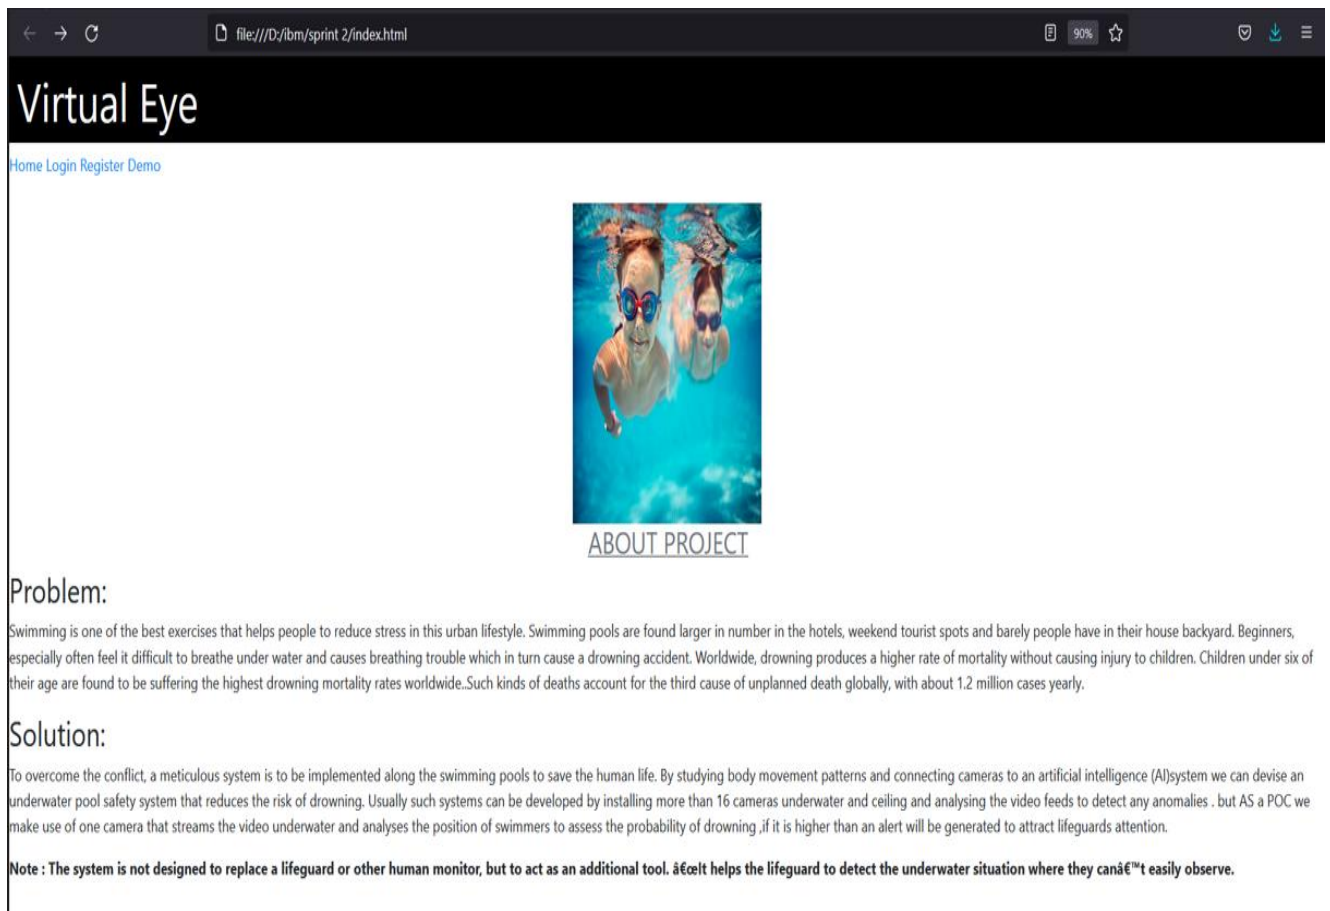 file:///D:/ibm/sprint 2/index.html
90%
Virtual Eye
Home Login Register Demo
ABOUT PROJECT
Problem:
Swimming is one of the best exercises that helps people to reduce stress in this urban lifestyle. Swimming pools are found larger in number in the hotels, weekend tourist spots and barely people have in their house backyard. Beginners,
especially often feel it difficult to breathe under water and causes breathing trouble which in turn cause a drowning accident. Worldwide, drowning produces a higher rate of mortality without causing injury to children. Children under six of
their age are found to be suffering the highest drowning mortality rates worldwide..Such kinds of deaths account for the third cause of unplanned death globally, with about 1.2 million cases yearly.
Solution:
To overcome the conflict, a meticulous system is to be implemented along the swimming pools to save the human life. By studying body movement patterns and connecting cameras to an artificial intelligence (AI)system we can devise an
underwater pool safety system that reduces the risk of drowning. Usually such systems can be developed by installing more than 16 cameras underwater and ceiling and analysing the video feeds to detect any anomalies . but AS a POC we
make use of one camera that streams the video underwater and analyses the position of swimmers to assess the probability of drowning ,if it is higher than an alert will be generated to attract lifeguards attention.
Note : The system is not designed to replace a lifeguard or other human monitor, but to act as an additional tool. â€œIt helps the lifeguard to detect the underwater situation where they canâ€™t easily observe.